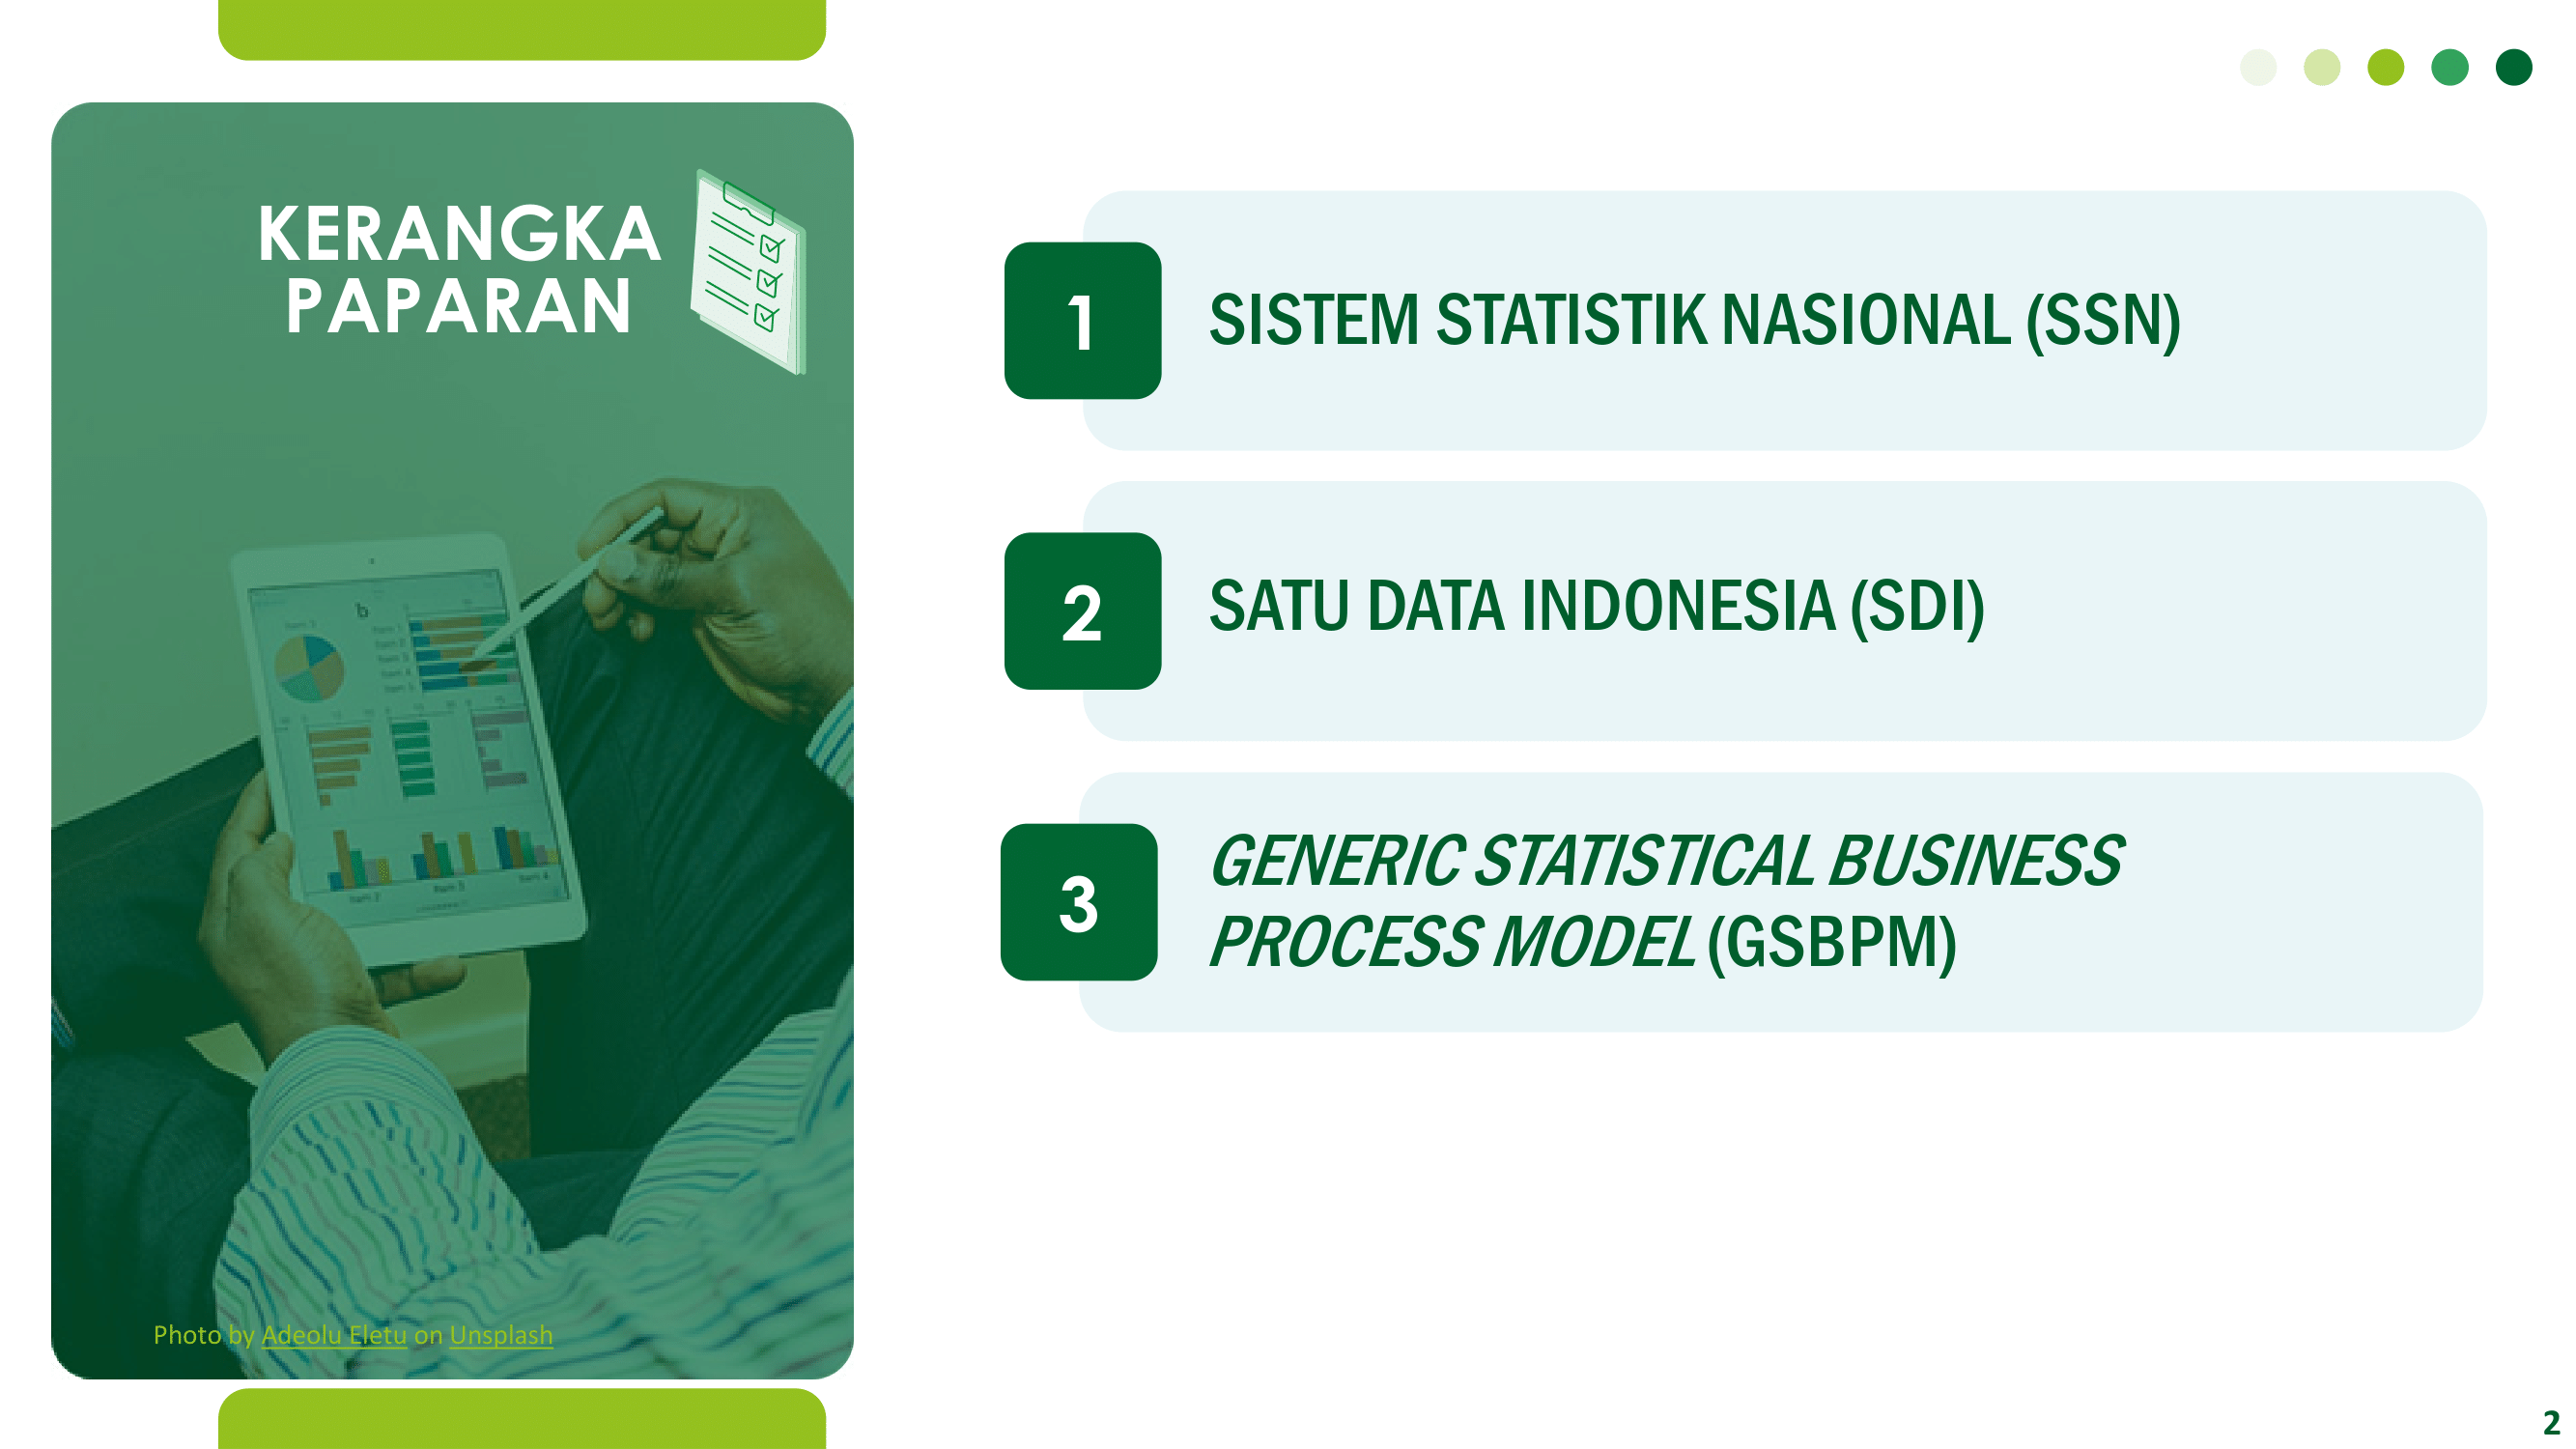 KERANGKA
PAPARAN
1
SISTEM STATISTIK NASIONAL (SSN)
2
SATU DATA INDONESIA (SDI)
3
GENERIC STATISTICAL BUSINESS
PROCESS MODEL (GSBPM)
b
Photo by Adeolu Eletu on Unsplash
2